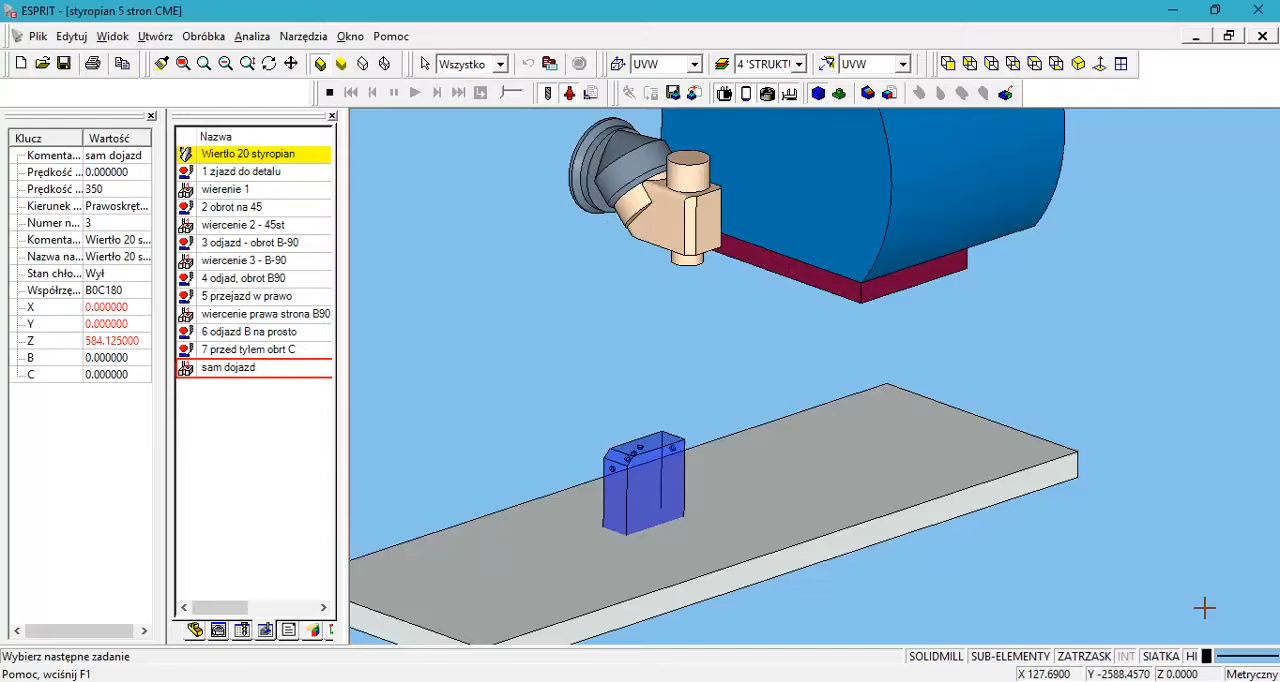 ESPRIT - [styropian 5 stron CME]
Plik Edytuj Widok Utwórz Obróbka Analiza Narzędzia Okno Pomoc
Wszystko UVW 4 'STRUKTU UVW
Klucz Wartość
Komenta... sam dojazd
Prędkość ... 0.000000
Prędkość ... 350
Kierunek ... Prawoskręt...
Numer n... 3
Komenta... Wiertło 20 s...
Nazwa na... Wiertło 20 s...
Stan chło... Wył
Współrzę... B0C180
X 0.000000
Y 0.000000
Z 584.125000
B 0.000000
C 0.000000
Nazwa
Wiertło 20 styropian
1 zjazd do detalu
wierenie 1
2 obrot na 45
wiercenie 2 - 45st
3 odjazd - obrot B-90
wiercenie 3 - B-90
4 odjad, obrot B90
5 przejazd w prawo
wiercenie prawa strona B90
6 odjazd B na prosto
7 przed tylem obrt C
sam dojazd
Wybierz następne zadanie
SOLIDMILL SUB-ELEMENTY ZATRZASK INT SIATKA HI
Pomoc, wciśnij F1
X 127.6900 Y -2588.4570 Z 0.0000 Metryczny